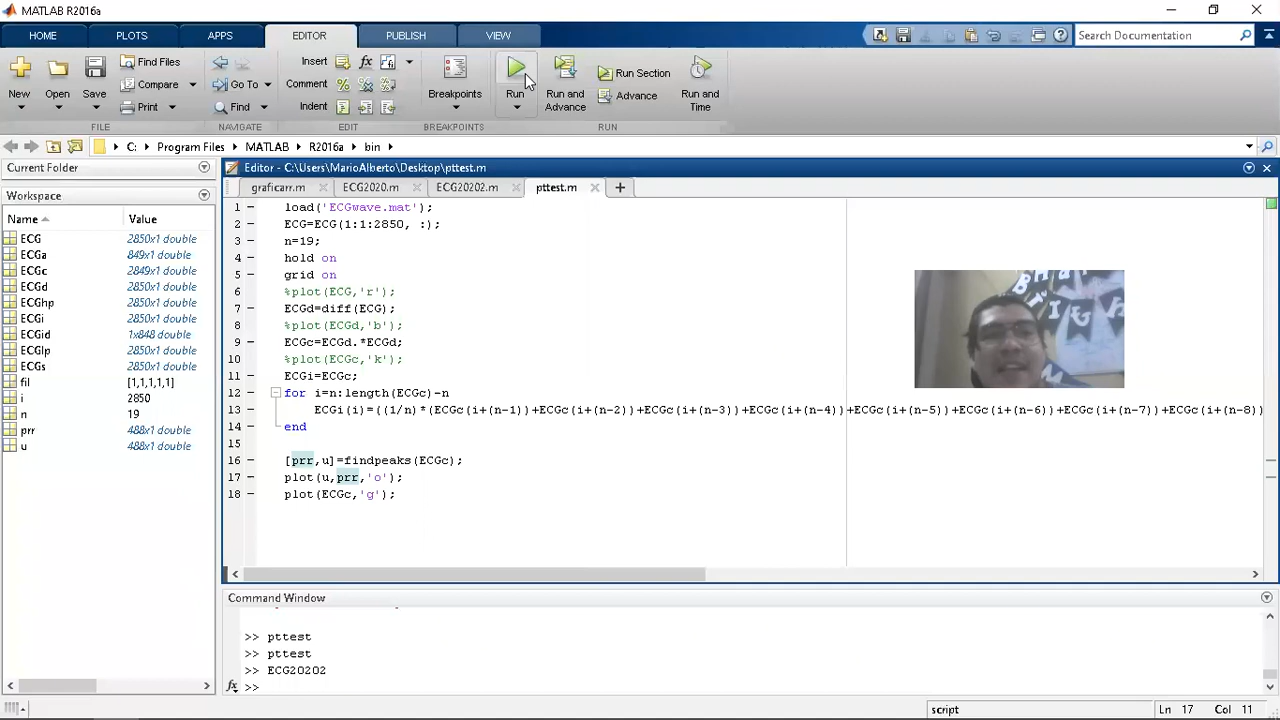 MATLAB R2016a
HOME PLOTS APPS EDITOR PUBLISH VIEW Search Documentation
New Open Save Find Files Compare Print Go To Find Insert Comment Indent Breakpoints Run Run and Advance Run Section Advance Run and Time
FILE NAVIGATE EDIT BREAKPOINTS RUN
C: Program Files MATLAB R2016a bin
Current Folder
Workspace
Name Value
ECG 2850x1 double
ECGa 849x1 double
ECGc 2849x1 double
ECGd 2850x1 double
ECGhp 2850x1 double
ECGi 2850x1 double
ECGid 1x848 double
ECGlp 2850x1 double
ECGs 2850x1 double
fil [1,1,1,1,1]
i 2850
n 19
prr 488x1 double
u 488x1 double
Editor - C:\Users\MarioAlberto\Desktop\pttest.m
graficarr.m ECG2020.m ECG20202.m pttest.m
1 load('ECGwave.mat');
2 ECG=ECG(1:1:2850, :);
3 n=19;
4 hold on
5 grid on
6 %plot(ECG,'r');
7 ECGd=diff(ECG);
8 %plot(ECGd,'b');
9 ECGc=ECGd.*ECGd;
10 %plot(ECGc,'k');
11 ECGi=ECGc;
12 for i=n:length(ECGc)-n
13 ECGi(i)=((1/n)*(ECGc(i+(n-1))+ECGc(i+(n-2))+ECGc(i+(n-3))+ECGc(i+(n-4))+ECGc(i+(n-5))+ECGc(i+(n-6))+ECGc(i+(n-7))+ECGc(i+(n-8))
14 end
15
16 [prr,u]=findpeaks(ECGc);
17 plot(u,prr,'o');
18 plot(ECGc,'g');
Command Window
>> pttest
>> pttest
>> ECG20202
fx >>
script Ln 17 Col 11